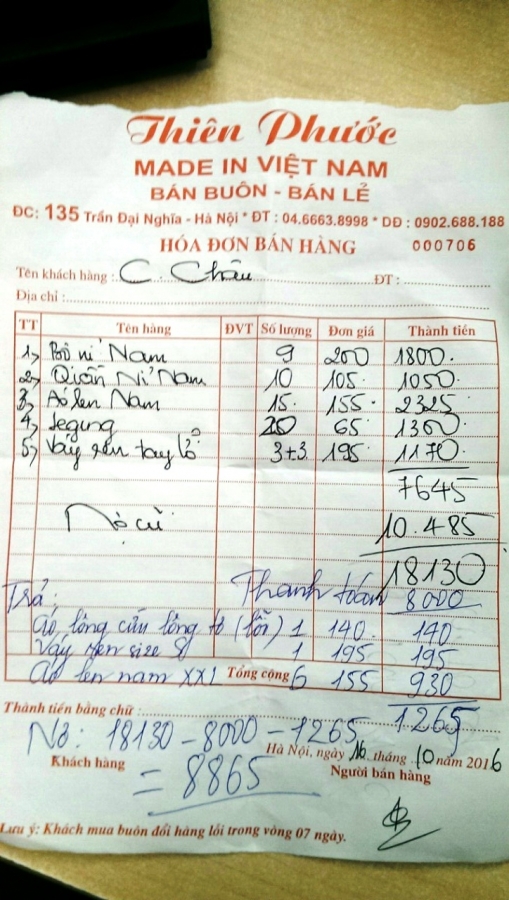 Thiên Phước
MADE IN VIỆT NAM
BÁN BUÔN - BÁN LẺ
ĐC: 135 Trần Đại Nghĩa - Hà Nội * ĐT : 04.6663.8998 * DĐ : 0902.688.188
HÓA ĐƠN BÁN HÀNG 000706
Tên khách hàng : C. Châu ĐT :
Địa chỉ :
TT Tên hàng ĐVT Số lượng Đơn giá Thành tiền
1, Bộ nỉ Nam 9 200 1800.
2, Quần Nỉ Nam 10 105. 1050.
3, Áo len Nam 15. 155. 2325
4, Leging 20 65 1300.
5, Váy ren tay lỡ 3+3. 195. 1170.
7645
Nợ cũ 10.485
18130
Trả: Thanh toán 8000
Áo lông cừu lông to (lỗi) 1 140. 140
Váy ren size S 1 195 195
Áo len nam XXL Tổng cộng 6 155 930
Thành tiền bằng chữ : 1265
Nợ: 18130 - 8000 - 1265
Hà Nội, ngày 16 tháng 10 năm 2016
Khách hàng = 8865 Người bán hàng
Lưu ý: Khách mua buôn đổi hàng lỗi trong vòng 07 ngày.